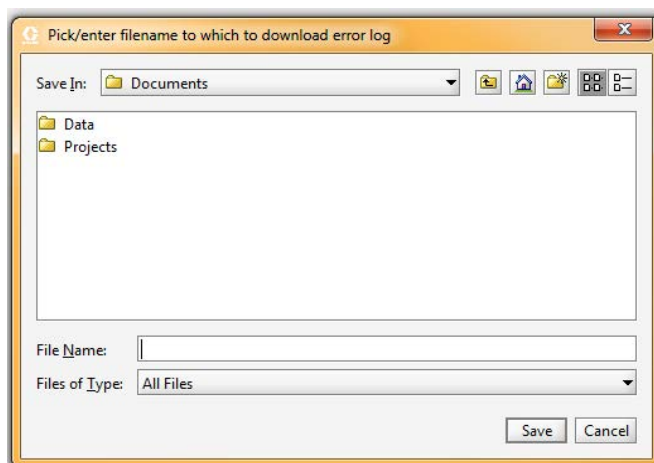 Pick/enter filename to which to download error log
Save In: Documents
Data
Projects
File Name:
Files of Type: All Files
Save Cancel